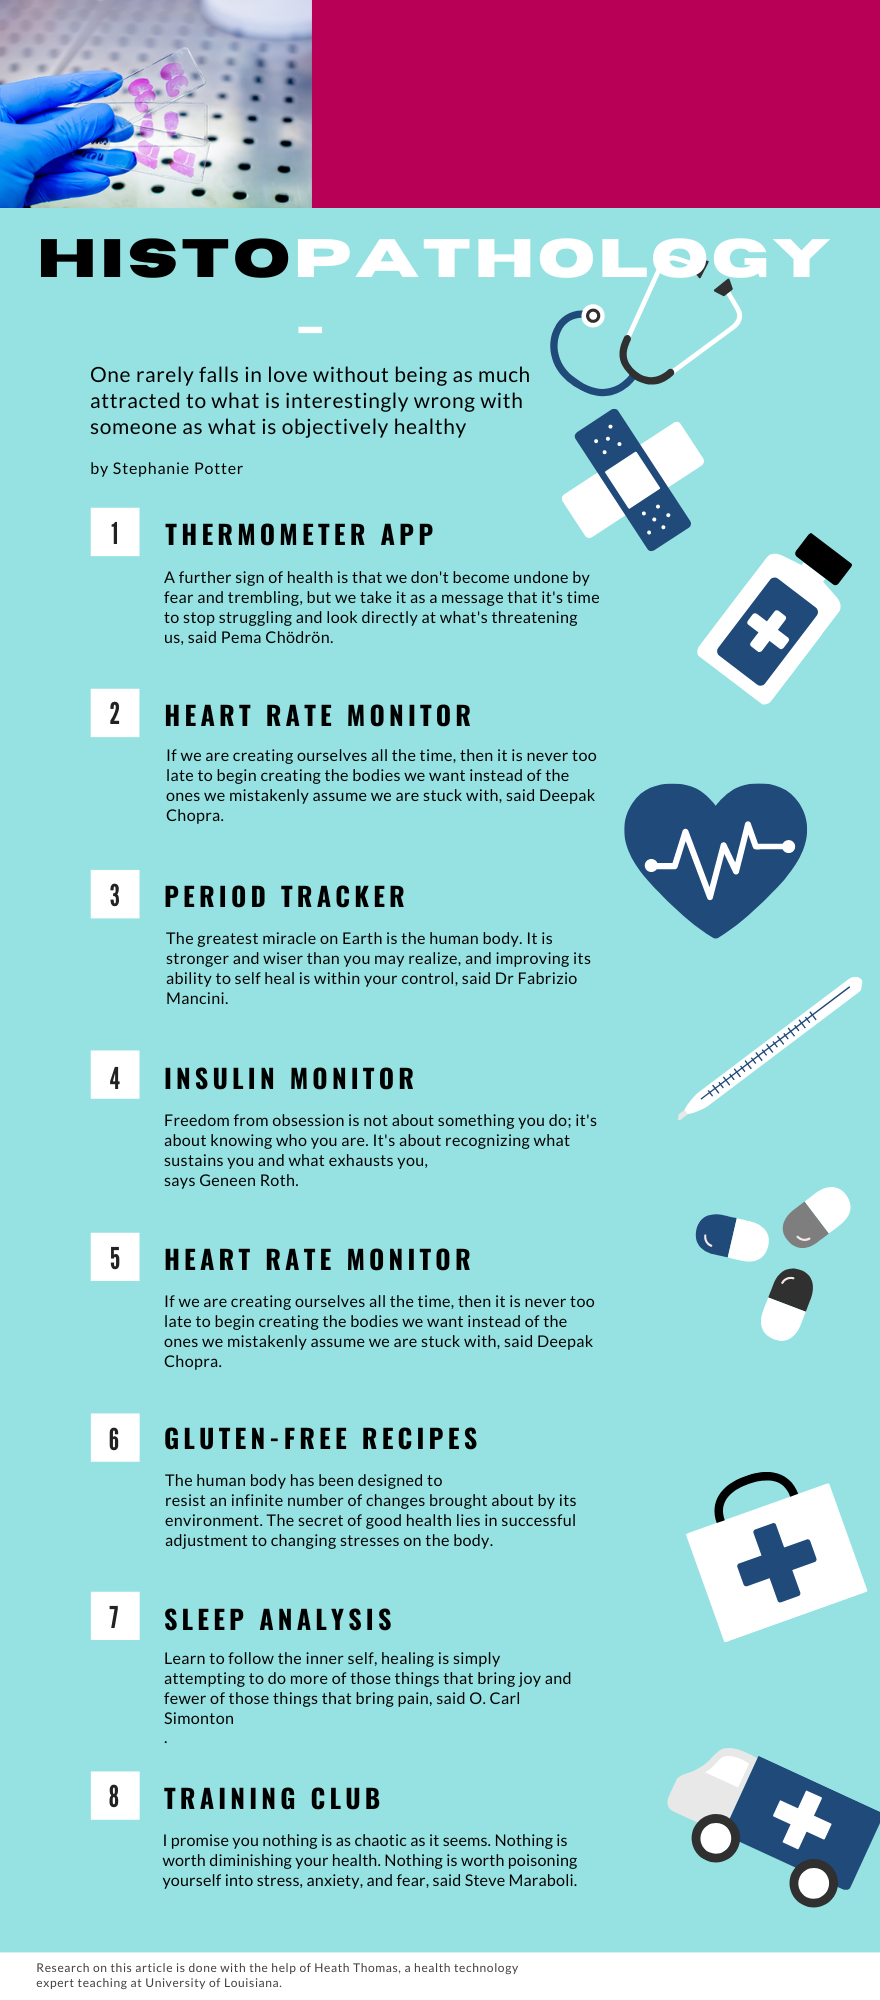 HISTOPATHOLOGY
–
One rarely falls in love without being as much
attracted to what is interestingly wrong with
someone as what is objectively healthy
by Stephanie Potter
1
THERMOMETER APP
A further sign of health is that we don't become undone by
fear and trembling, but we take it as a message that it's time
to stop struggling and look directly at what's threatening
us, said Pema Chödrön.
2
HEART RATE MONITOR
If we are creating ourselves all the time, then it is never too
late to begin creating the bodies we want instead of the
ones we mistakenly assume we are stuck with, said Deepak
Chopra.
3
PERIOD TRACKER
The greatest miracle on Earth is the human body. It is
stronger and wiser than you may realize, and improving its
ability to self heal is within your control, said Dr Fabrizio
Mancini.
4
INSULIN MONITOR
Freedom from obsession is not about something you do; it's
about knowing who you are. It's about recognizing what
sustains you and what exhausts you,
says Geneen Roth.
5
HEART RATE MONITOR
If we are creating ourselves all the time, then it is never too
late to begin creating the bodies we want instead of the
ones we mistakenly assume we are stuck with, said Deepak
Chopra.
6
GLUTEN-FREE RECIPES
The human body has been designed to
resist an infinite number of changes brought about by its
environment. The secret of good health lies in successful
adjustment to changing stresses on the body.
7
SLEEP ANALYSIS
Learn to follow the inner self, healing is simply
attempting to do more of those things that bring joy and
fewer of those things that bring pain, said O. Carl
Simonton
.
8
TRAINING CLUB
I promise you nothing is as chaotic as it seems. Nothing is
worth diminishing your health. Nothing is worth poisoning
yourself into stress, anxiety, and fear, said Steve Maraboli.
Research on this article is done with the help of Heath Thomas, a health technology
expert teaching at University of Louisiana.